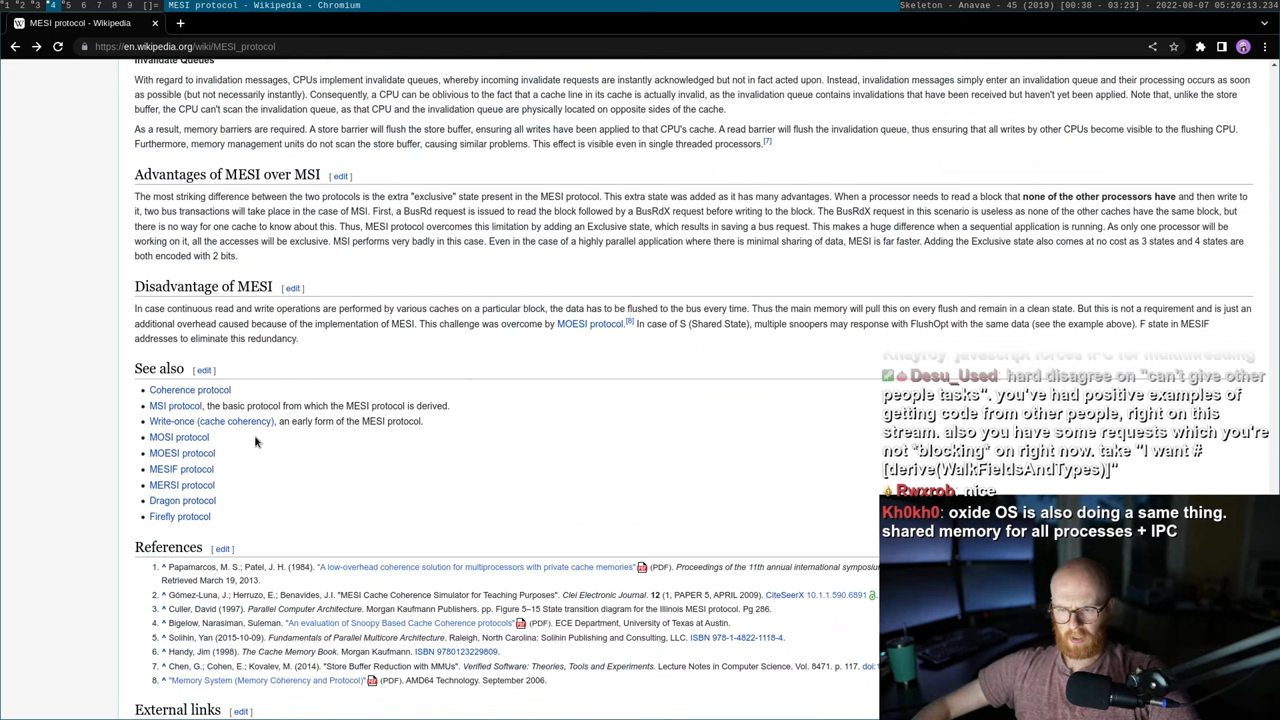 *1 *2 *3 *4 *5 *6 7 8 9 []= MESI protocol - Wikipedia - Chromium Skeleton - Anavae - 45 (2019) [00:38 - 03:23] - 2022-08-07 05:20:13.234
MESI protocol - Wikipedia
https://en.wikipedia.org/wiki/MESI_protocol
Invalidate Queues
With regard to invalidation messages, CPUs implement invalidate queues, whereby incoming invalidate requests are instantly acknowledged but not in fact acted upon. Instead, invalidation messages simply enter an invalidation queue and their processing occurs as soon
as possible (but not necessarily instantly). Consequently, a CPU can be oblivious to the fact that a cache line in its cache is actually invalid, as the invalidation queue contains invalidations that have been received but haven't yet been applied. Note that, unlike the store
buffer, the CPU can't scan the invalidation queue, as that CPU and the invalidation queue are physically located on opposite sides of the cache.
As a result, memory barriers are required. A store barrier will flush the store buffer, ensuring all writes have been applied to that CPU's cache. A read barrier will flush the invalidation queue, thus ensuring that all writes by other CPUs become visible to the flushing CPU.
Furthermore, memory management units do not scan the store buffer, causing similar problems. This effect is visible even in single threaded processors.[7]
Advantages of MESI over MSI [ edit ]
The most striking difference between the two protocols is the extra "exclusive" state present in the MESI protocol. This extra state was added as it has many advantages. When a processor needs to read a block that none of the other processors have and then write to
it, two bus transactions will take place in the case of MSI. First, a BusRd request is issued to read the block followed by a BusRdX request before writing to the block. The BusRdX request in this scenario is useless as none of the other caches have the same block, but
there is no way for one cache to know about this. Thus, MESI protocol overcomes this limitation by adding an Exclusive state, which results in saving a bus request. This makes a huge difference when a sequential application is running. As only one processor will be
working on it, all the accesses will be exclusive. MSI performs very badly in this case. Even in the case of a highly parallel application where there is minimal sharing of data, MESI is far faster. Adding the Exclusive state also comes at no cost as 3 states and 4 states are
both encoded with 2 bits.
Disadvantage of MESI [ edit ]
In case continuous read and write operations are performed by various caches on a particular block, the data has to be flushed to the bus every time. Thus the main memory will pull this on every flush and remain in a clean state. But this is not a requirement and is just an
additional overhead caused because of the implementation of MESI. This challenge was overcome by MOESI protocol.[8] In case of S (Shared State), multiple snoopers may response with FlushOpt with the same data (see the example above). F state in MESIF
addresses to eliminate this redundancy.
See also [ edit ]
• Coherence protocol
• MSI protocol, the basic protocol from which the MESI protocol is derived.
• Write-once (cache coherency), an early form of the MESI protocol.
• MOSI protocol
• MOESI protocol
• MESIF protocol
• MERSI protocol
• Dragon protocol
• Firefly protocol
References [ edit ]
1. ^ Papamarcos, M. S.; Patel, J. H. (1984). "A low-overhead coherence solution for multiprocessors with private cache memories" (PDF). Proceedings of the 11th annual international symposiu
Retrieved March 19, 2013.
2. ^ Gómez-Luna, J.; Herruzo, E.; Benavides, J.I. "MESI Cache Coherence Simulator for Teaching Purposes". Clei Electronic Journal. 12 (1, PAPER 5, APRIL 2009). CiteSeerX 10.1.1.590.6891
3. ^ Culler, David (1997). Parallel Computer Architecture. Morgan Kaufmann Publishers. pp. Figure 5–15 State transition diagram for the Illinois MESI protocol. Pg 286.
4. ^ Bigelow, Narasiman, Suleman. "An evaluation of Snoopy Based Cache Coherence protocols" (PDF). ECE Department, University of Texas at Austin.
5. ^ Solihin, Yan (2015-10-09). Fundamentals of Parallel Multicore Architecture. Raleigh, North Carolina: Solihin Publishing and Consulting, LLC. ISBN 978-1-4822-1118-4.
6. ^ Handy, Jim (1998). The Cache Memory Book. Morgan Kaufmann. ISBN 9780123229809.
7. ^ Chen, G.; Cohen, E.; Kovalev, M. (2014). "Store Buffer Reduction with MMUs". Verified Software: Theories, Tools and Experiments. Lecture Notes in Computer Science. Vol. 8471. p. 117. doi:
8. ^ "Memory System (Memory Coherency and Protocol)" (PDF). AMD64 Technology. September 2006.
External links [ edit ]
javascript forces IPC for multithreading
Desu_Used: hard disagree on "can't give other
people tasks". you've had positive examples of
getting code from other people, right on this
stream. also you have some requests which you're
not *blocking* on right now. take "I want #
[derive(WalkFieldsAndTypes)]"
Rwxrob: nice
Kh0kh0: oxide OS is also doing a same thing.
shared memory for all processes + IPC